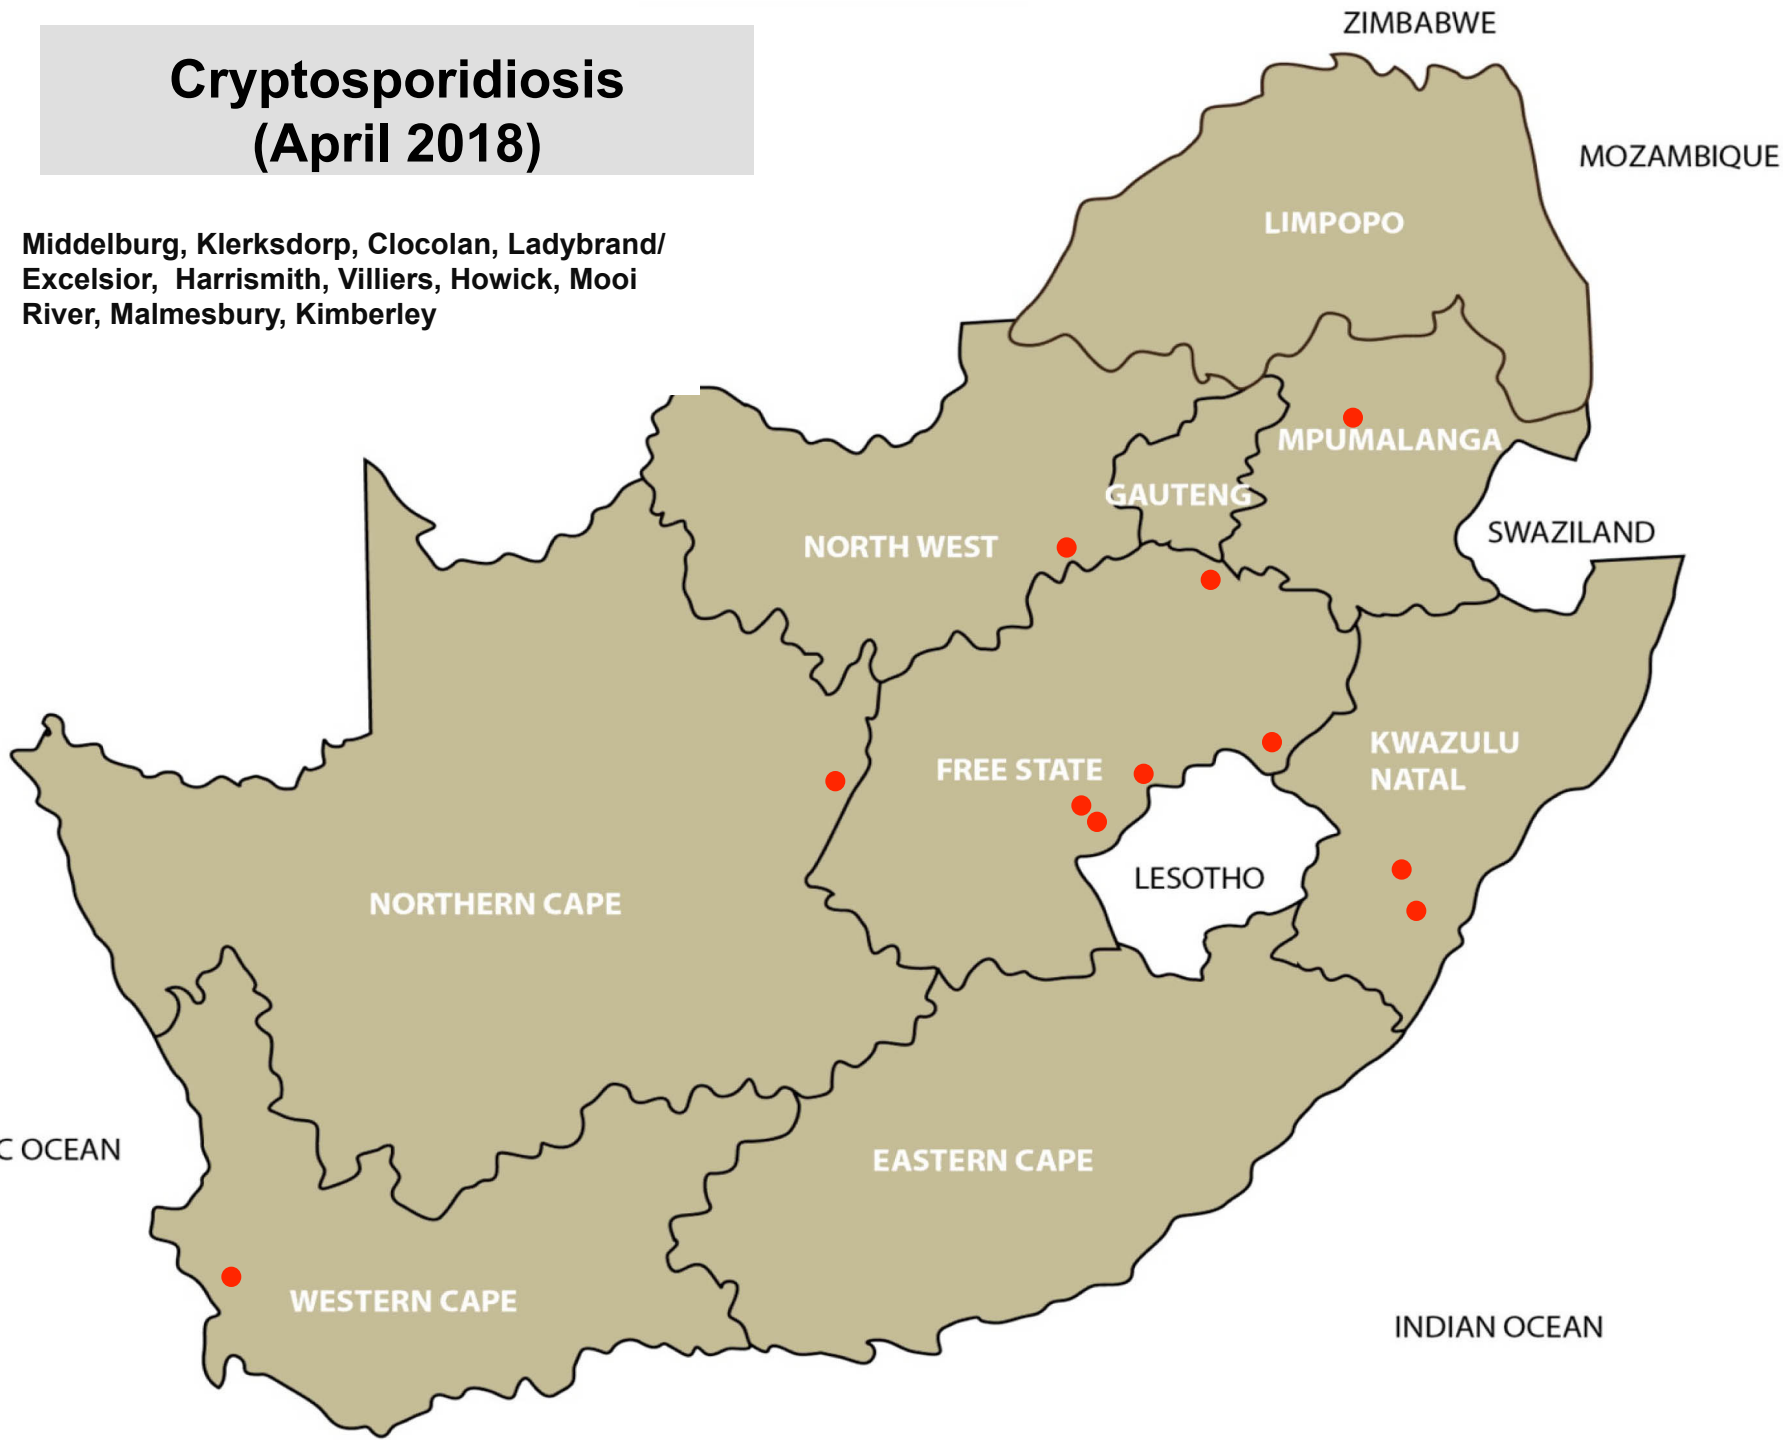 Cryptosporidiosis
(April 2018)
Middelburg, Klerksdorp, Clocolan, Ladybrand/
Excelsior, Harrismith, Villiers, Howick, Mooi
River, Malmesbury, Kimberley
ZIMBABWE
MOZAMBIQUE
LIMPOPO
MPUMALANGA
GAUTENG
SWAZILAND
NORTH WEST
KWAZULU
NATAL
FREE STATE
LESOTHO
NORTHERN CAPE
C OCEAN
EASTERN CAPE
WESTERN CAPE
INDIAN OCEAN